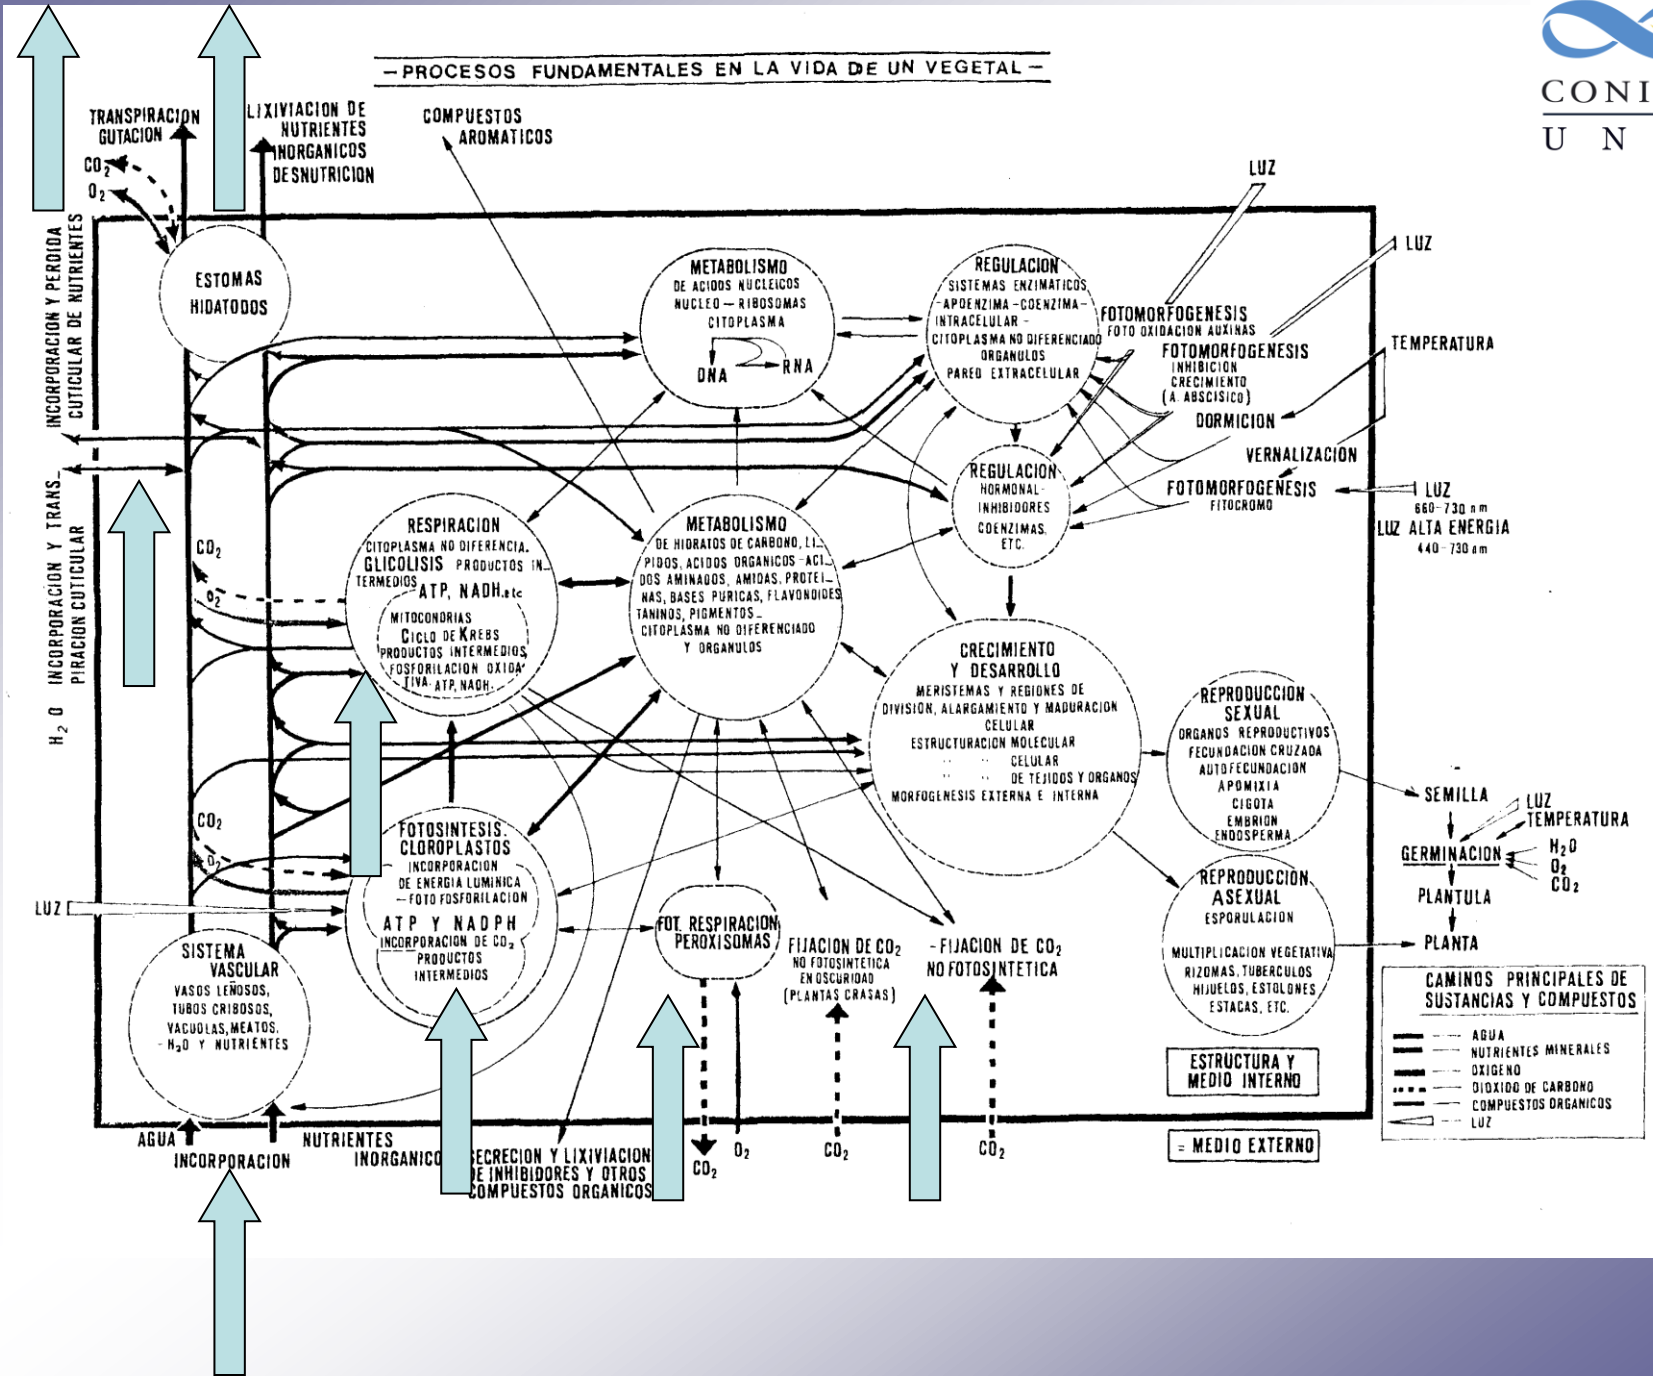 CONI
U N
— PROCESOS FUNDAMENTALES EN LA VIDA DE UN VEGETAL —
TRANSPIRACION
GUTACION
CO2
O2
LIXIVIACION DE
NUTRIENTES
INORGANICOS
DESNUTRICION
COMPUESTOS
AROMATICOS
LUZ
LUZ
INCORPORACION Y PERDIDA
CUTICULAR DE NUTRIENTES
H2O INCORPORACION Y TRANS_
PIRACION CUTICULAR
ESTOMAS
HIDATODOS
METABOLISMO
DE ACIDOS NUCLEICOS
NUCLEO — RIBOSOMAS
CITOPLASMA
DNA
RNA
REGULACION
SISTEMAS ENZIMATICOS
-APOENZIMA-COENZIMA-
INTRACELULAR -
CITOPLASMA NO DIFERENCIADO
ORGANULOS
PARED EXTRACELULAR
FOTOMORFOGENESIS
FOTO OXIDACION AUXINAS
FOTOMORFOGENESIS
INHIBICION
CRECIMIENTO
(A. ABSCISICO)
TEMPERATURA
DORMICION
VERNALIZACION
FOTOMORFOGENESIS
FITOCROMO
LUZ
660-730 nm
LUZ ALTA ENERGIA
440-730 nm
REGULACION
HORMONAL-
INHIBIDORES
COENZIMAS.
ETC.
RESPIRACION
CITOPLASMA NO DIFERENCIA.
GLICOLISIS PRODUCTOS IN_
TERMEDIOS ATP, NADH.etc
MITOCONDRIAS
CICLO DE KREBS
PRODUCTOS INTERMEDIOS
FOSFORILACION OXIDA
TIVA. ATP, NADH.
CO2
O2
METABOLISMO
DE HIDRATOS DE CARBONO, LI_
PIDOS, ACIDOS ORGANICOS-ACI_
DOS AMINADOS, AMIDAS, PROTEI_
NAS, BASES PURICAS, FLAVONOIDES
TANINOS, PIGMENTOS_
CITOPLASMA NO DIFERENCIADO
Y ORGANULOS
CRECIMIENTO
Y DESARROLLO
MERISTEMAS Y REGIONES DE
DIVISION, ALARGAMIENTO Y MADURACION
CELULAR
ESTRUCTURACION MOLECULAR
" " CELULAR
" " DE TEJIDOS Y ORGANOS
MORFOGENESIS EXTERNA E INTERNA
REPRODUCCION
SEXUAL
ORGANOS REPRODUCTIVOS
FECUNDACION CRUZADA
AUTOFECUNDACION
APOMIXIA
CIGOTA
EMBRION
ENDOSPERMA
SEMILLA
LUZ
TEMPERATURA
GERMINACION
H2O
O2
CO2
PLANTULA
PLANTA
CO2
O2
LUZ
FOTOSINTESIS.
CLOROPLASTOS
INCORPORACION
DE ENERGIA LUMINICA
—FOTO FOSFORILACION
ATP Y NADPH
INCORPORACION DE CO2
PRODUCTOS
INTERMEDIOS
FOT. RESPIRACION
PEROXISOMAS
FIJACION DE CO2
NO FOTOSINTETICA
EN OSCURIDAD
(PLANTAS CRASAS)
- FIJACION DE CO2
NO FOTOSINTETICA
REPRODUCCION
ASEXUAL
ESPORULACION
MULTIPLICACION VEGETATIVA
RIZOMAS, TUBERCULOS
HIJUELOS, ESTOLONES
ESTACAS, ETC.
SISTEMA
VASCULAR
VASOS LEÑOSOS,
TUBOS CRIBOSOS,
VACUOLAS, MEATOS.
- H2O Y NUTRIENTES
ESTRUCTURA Y
MEDIO INTERNO
= MEDIO EXTERNO
CAMINOS PRINCIPALES DE
SUSTANCIAS Y COMPUESTOS
AGUA
NUTRIENTES MINERALES
OXIGENO
DIOXIDO DE CARBONO
COMPUESTOS ORGANICOS
LUZ
AGUA
INCORPORACION
NUTRIENTES
INORGANICO
SECRECION Y LIXIVIACION
DE INHIBIDORES Y OTROS
COMPUESTOS ORGANICOS
CO2
O2
CO2
CO2